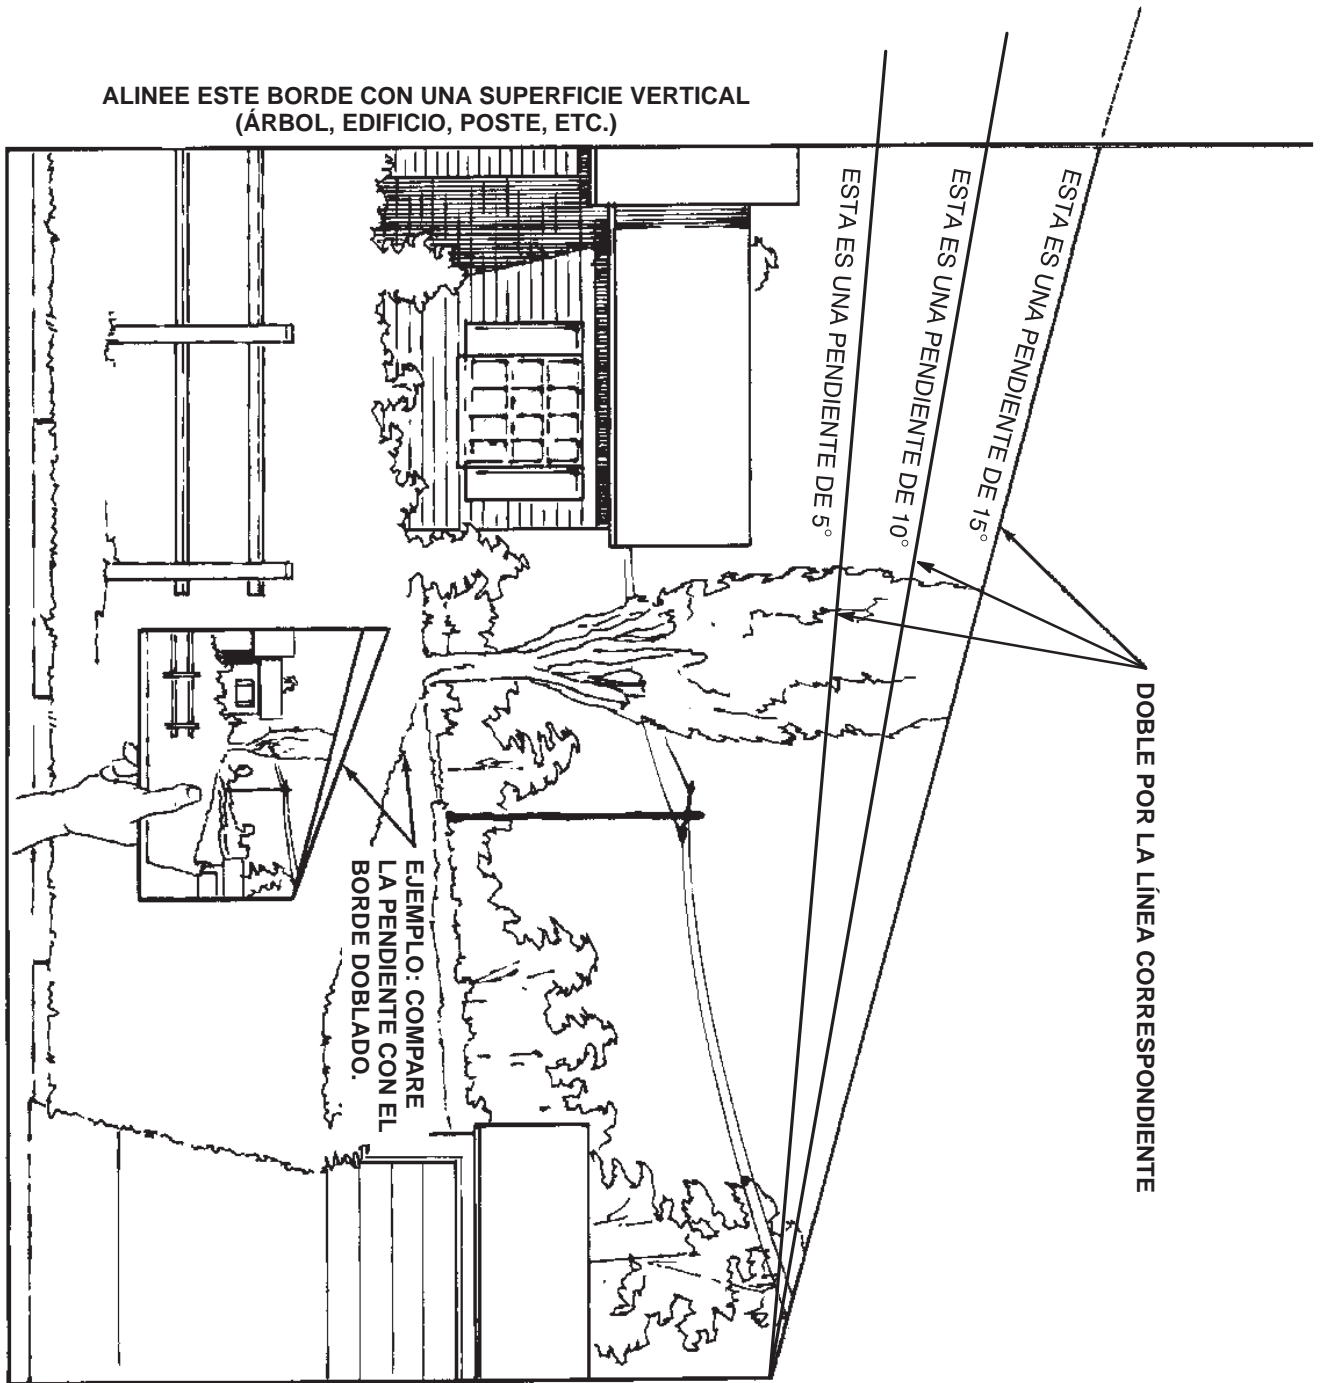 ALINEE ESTE BORDE CON UNA SUPERFICIE VERTICAL
(ÁRBOL, EDIFICIO, POSTE, ETC.)
ESTA ES UNA PENDIENTE DE 15°
ESTA ES UNA PENDIENTE DE 10°
ESTA ES UNA PENDIENTE DE 5°
DOBLE POR LA LÍNEA CORRESPONDIENTE
EJEMPLO: COMPARE
LA PENDIENTE CON EL
BORDE DOBLADO.